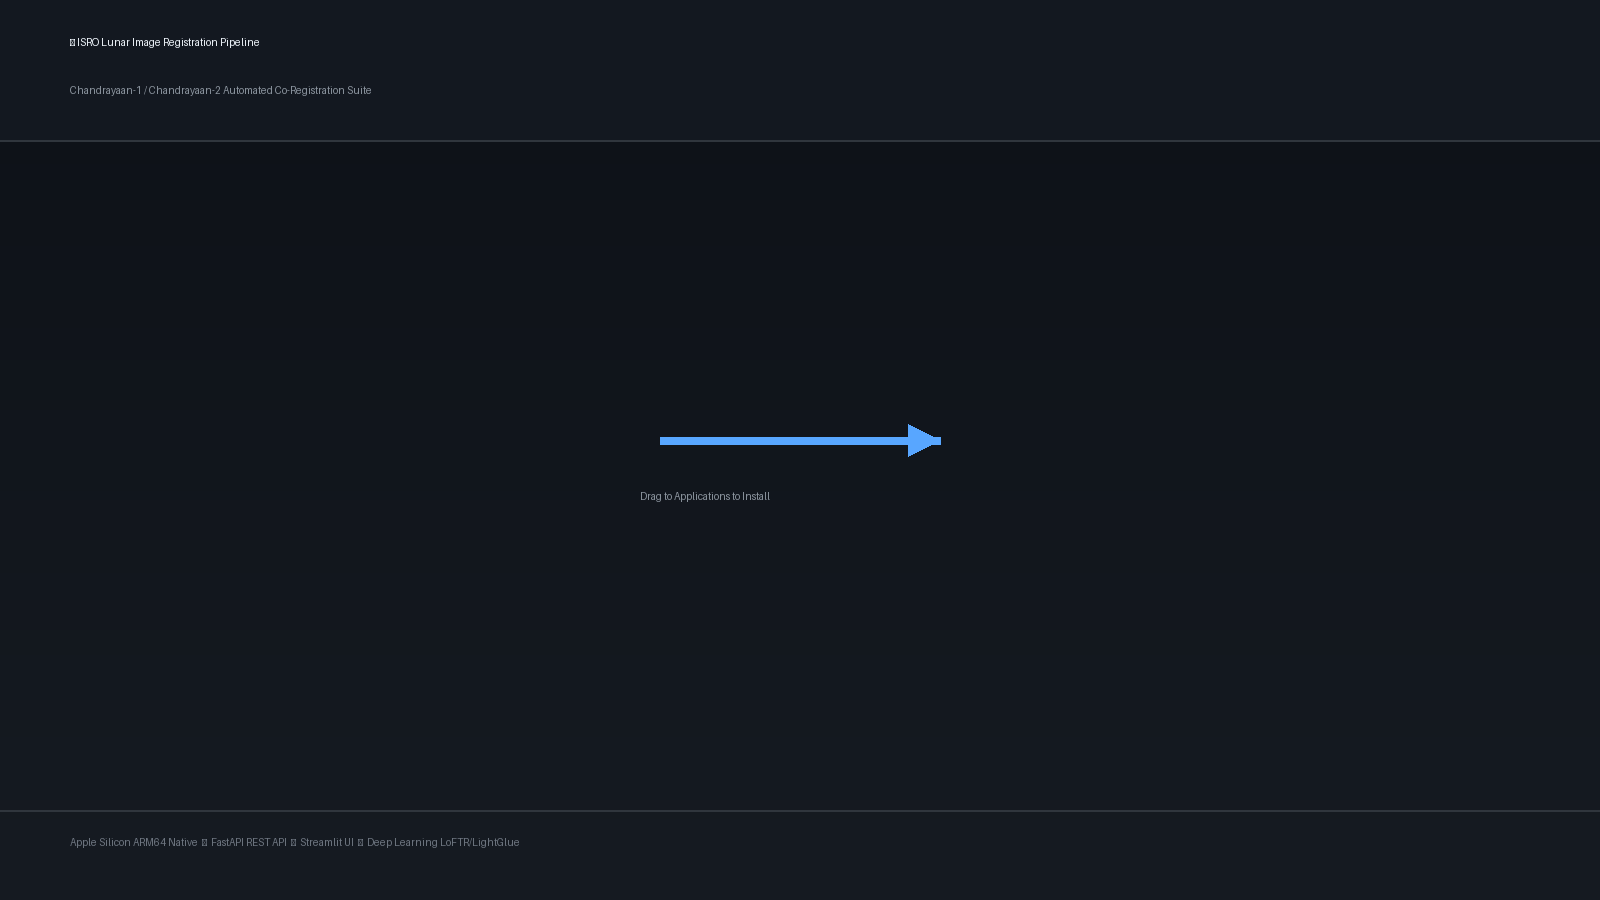 ISRO Lunar Image Registration Pipeline
Chandrayaan-1 / Chandrayaan-2 Automated Co-Registration Suite
Drag to Applications to Install
Apple Silicon ARM64 Native FastAPI REST API Streamlit UI Deep Learning LoFTR/LightGlue